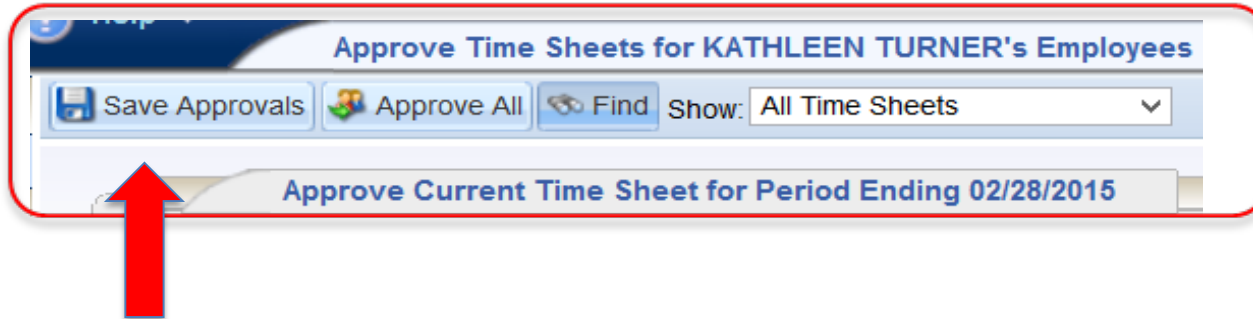 Approve Time Sheets for KATHLEEN TURNER's Employees
Save Approvals Approve All Find Show: All Time Sheets
Approve Current Time Sheet for Period Ending 02/28/2015